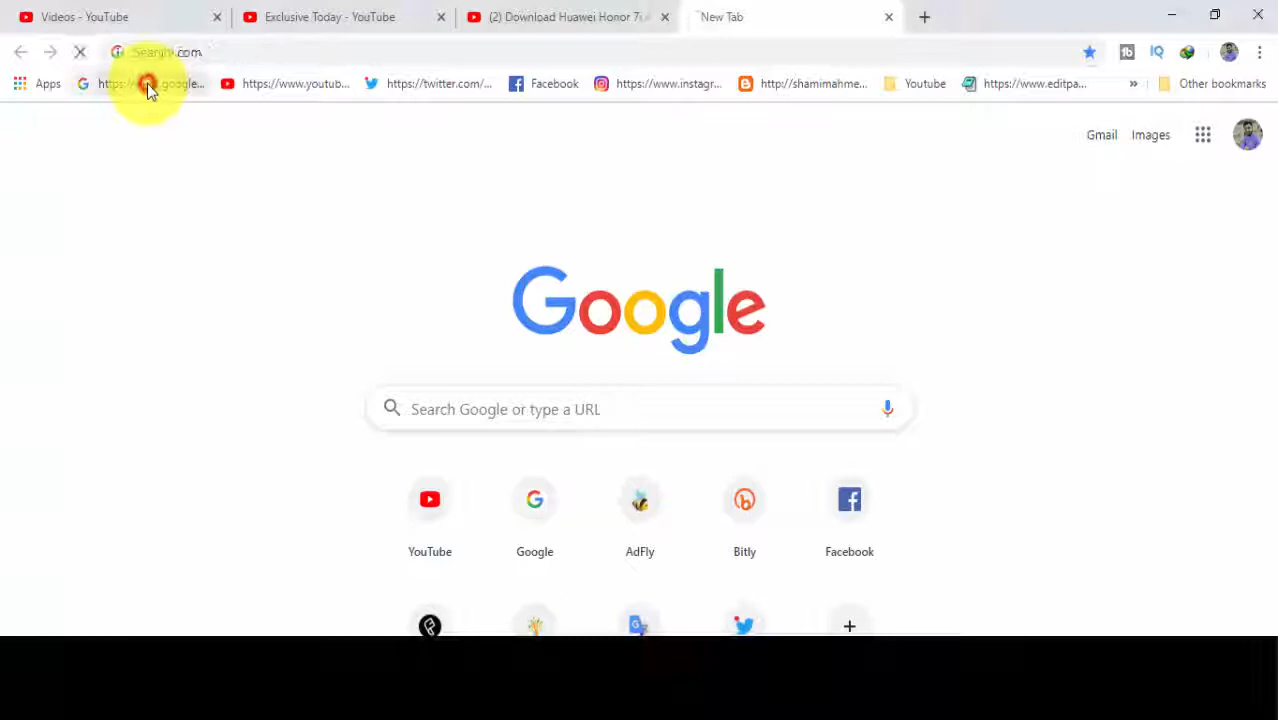 Videos - YouTube
Exclusive Today - YouTube
(2) Download Huawei Honor 7
New Tab
Apps
https://www.youtub...
https://twitter.com/...
Facebook
https://www.instagr...
http://shamimahme...
Youtube
https://www.editpa...
»
Other bookmarks
Gmail
Images
Google
Search Google or type a URL
YouTube
Google
AdFly
Bitly
Facebook